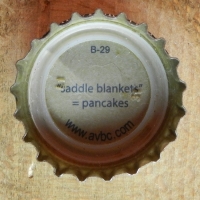 B-29
"saddle blankets"
= pancakes
www.avbc.com